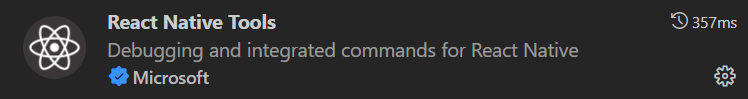 React Native Tools 357ms
Debugging and integrated commands for React Native
Microsoft